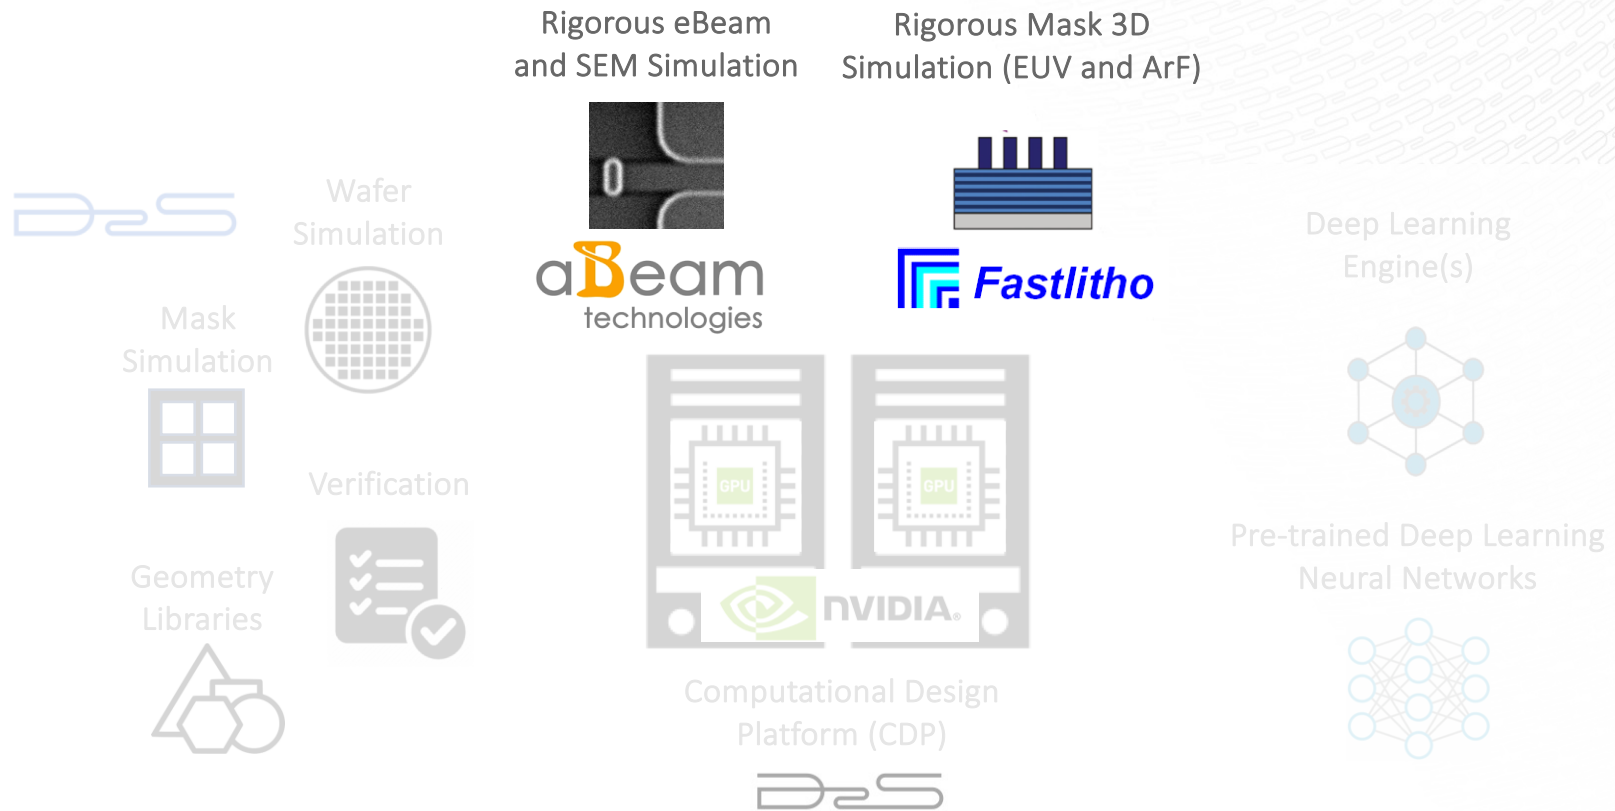 Rigorous eBeam
and SEM Simulation
Rigorous Mask 3D
Simulation (EUV and ArF)
aBeam
technologies
Fastlitho
D2S
Wafer
Simulation
Mask
Simulation
Verification
Geometry
Libraries
GPU
GPU
NVIDIA®
Computational Design
Platform (CDP)
D2S
Deep Learning
Engine(s)
Pre-trained Deep Learning
Neural Networks